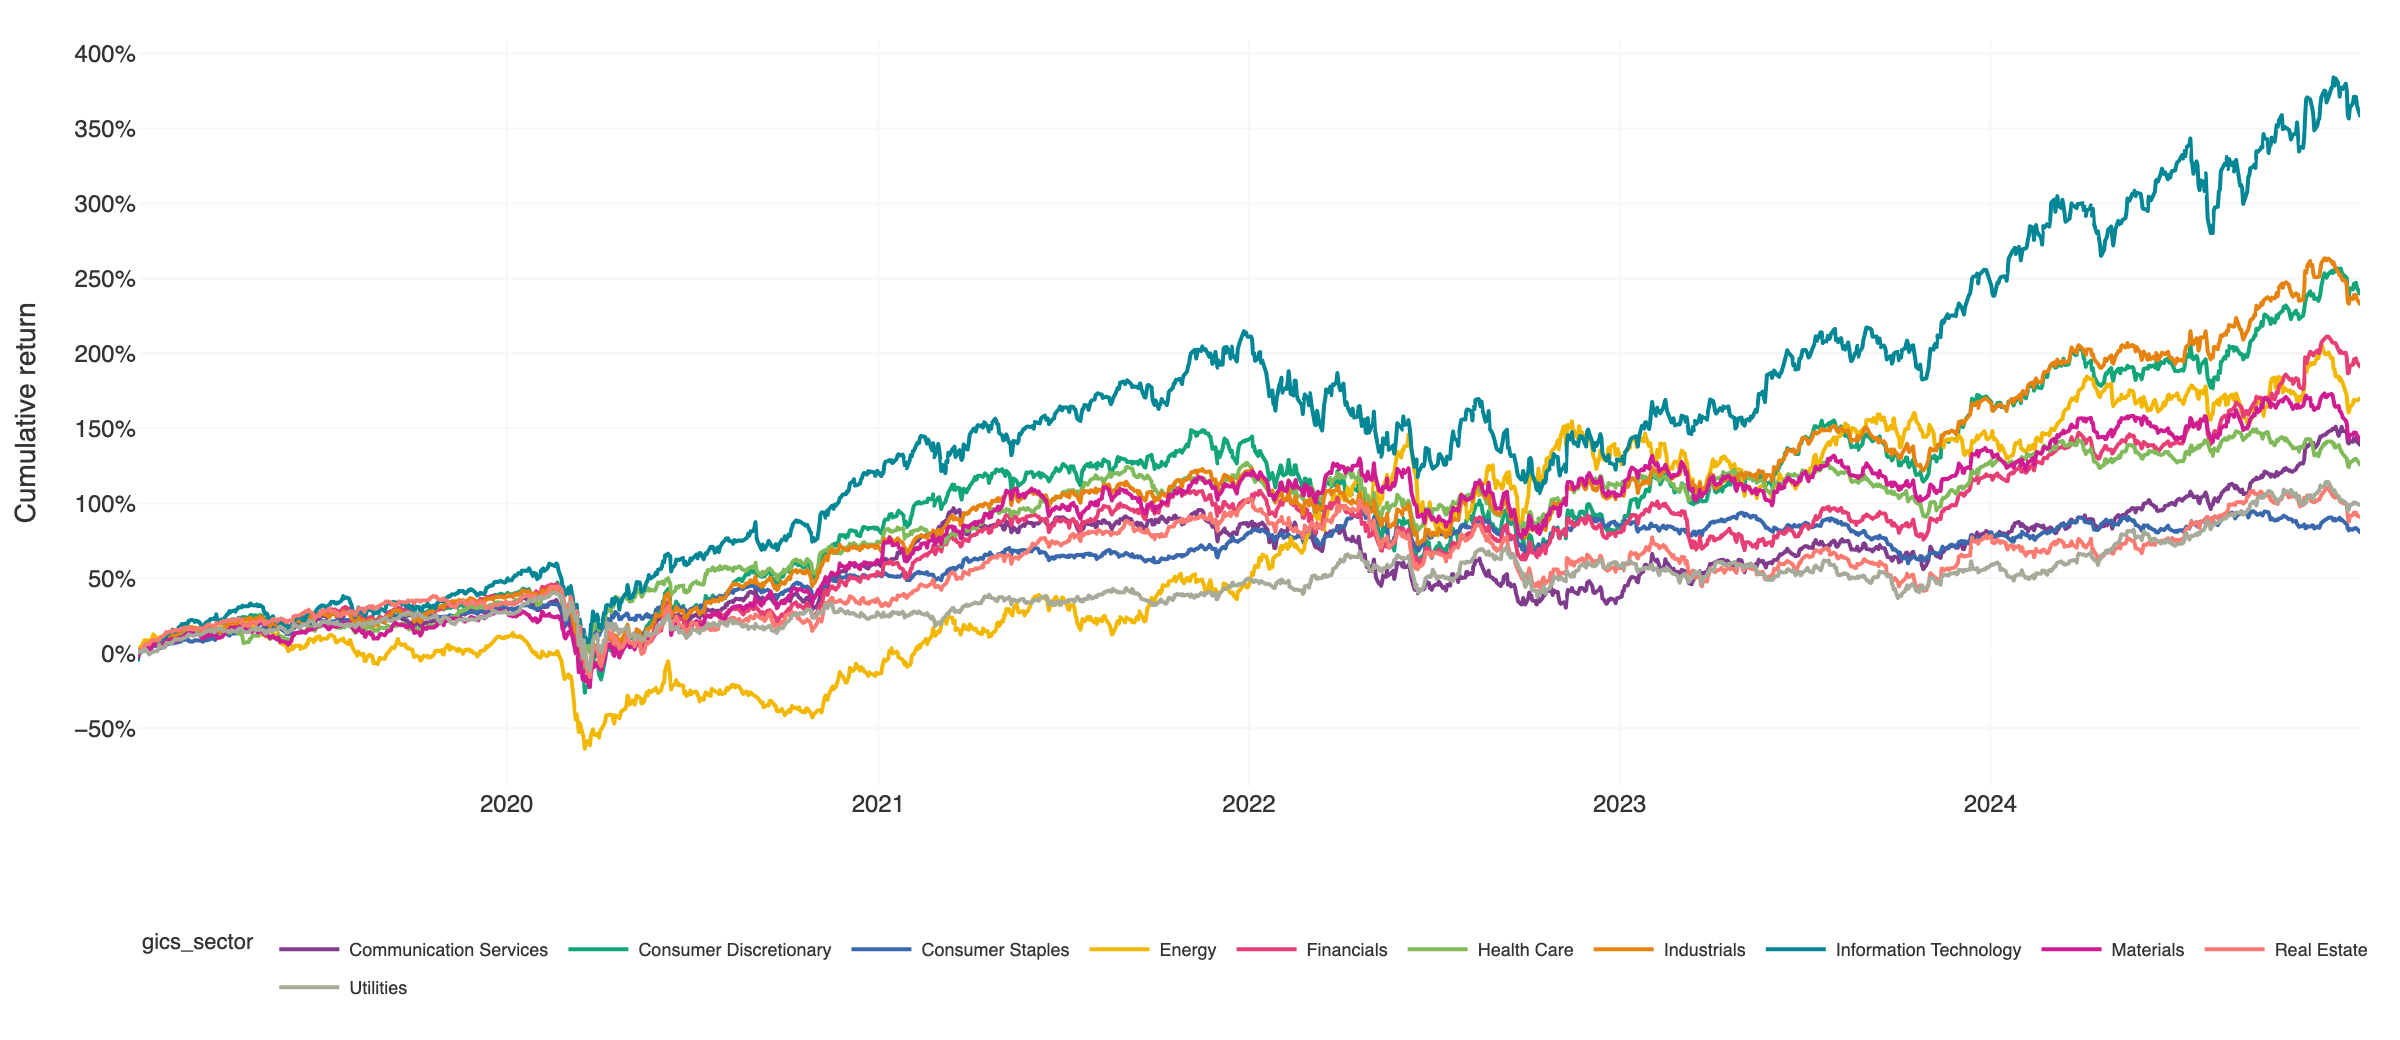 400%
350%
300%
250%
200%
150%
100%
50%
0%
−50%
Cumulative return
2020 2021 2022 2023 2024
gics_sector Communication Services Consumer Discretionary Consumer Staples Energy Financials Health Care Industrials Information Technology Materials Real Estate
Utilities